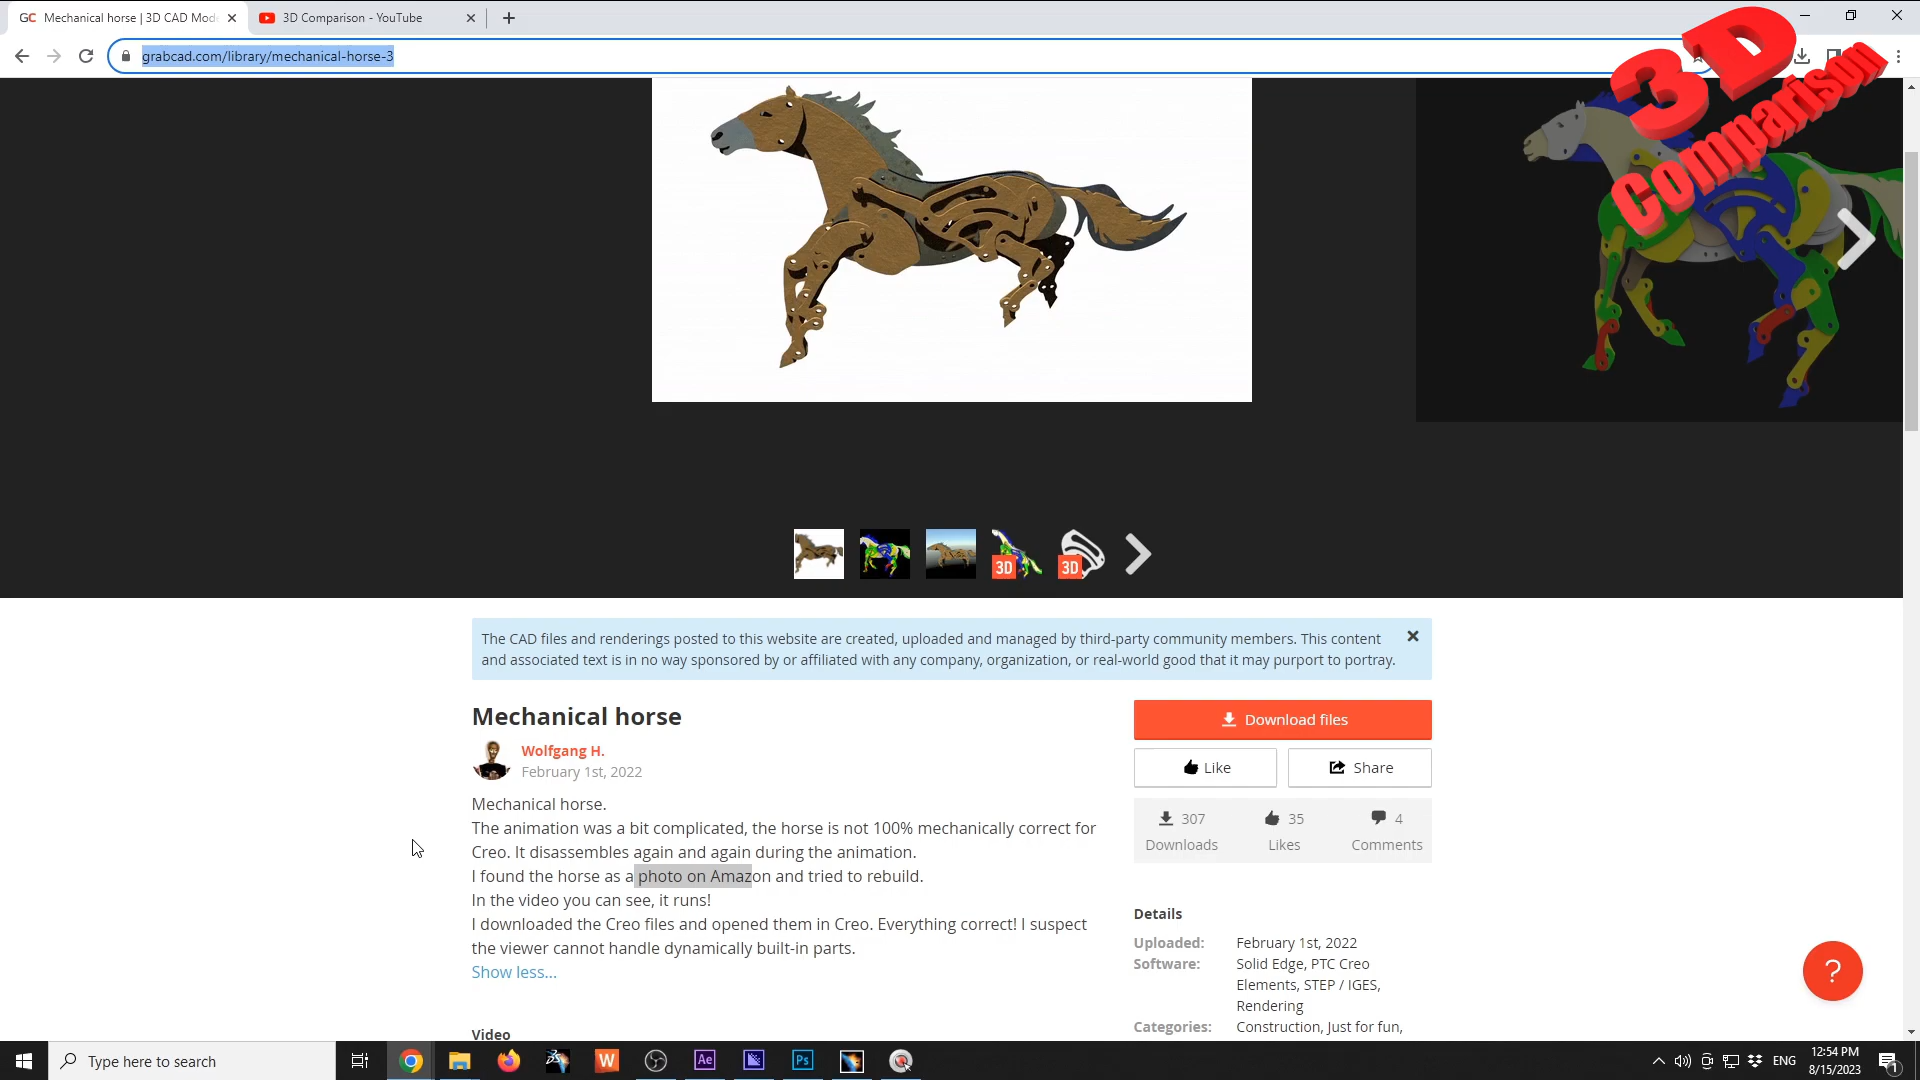 GC Mechanical horse | 3D CAD Mod
3D Comparison - YouTube
grabcad.com/library/mechanical-horse-3
3D
Comparison
3D
3D
The CAD files and renderings posted to this website are created, uploaded and managed by third-party community members. This content
and associated text is in no way sponsored by or affiliated with any company, organization, or real-world good that it may purport to portray.
Mechanical horse
Wolfgang H.
February 1st, 2022
Mechanical horse.
The animation was a bit complicated, the horse is not 100% mechanically correct for
Creo. It disassembles again and again during the animation.
I found the horse as a photo on Amazon and tried to rebuild.
In the video you can see, it runs!
I downloaded the Creo files and opened them in Creo. Everything correct! I suspect
the viewer cannot handle dynamically built-in parts.
Show less...
Video
Download files
Like
Share
307
35
4
Downloads
Likes
Comments
Details
Uploaded: February 1st, 2022
Software: Solid Edge, PTC Creo
Elements, STEP / IGES,
Rendering
Categories: Construction, Just for fun,
?
Type here to search
W
Ae
Ps
ENG
12:54 PM
8/15/2023
1